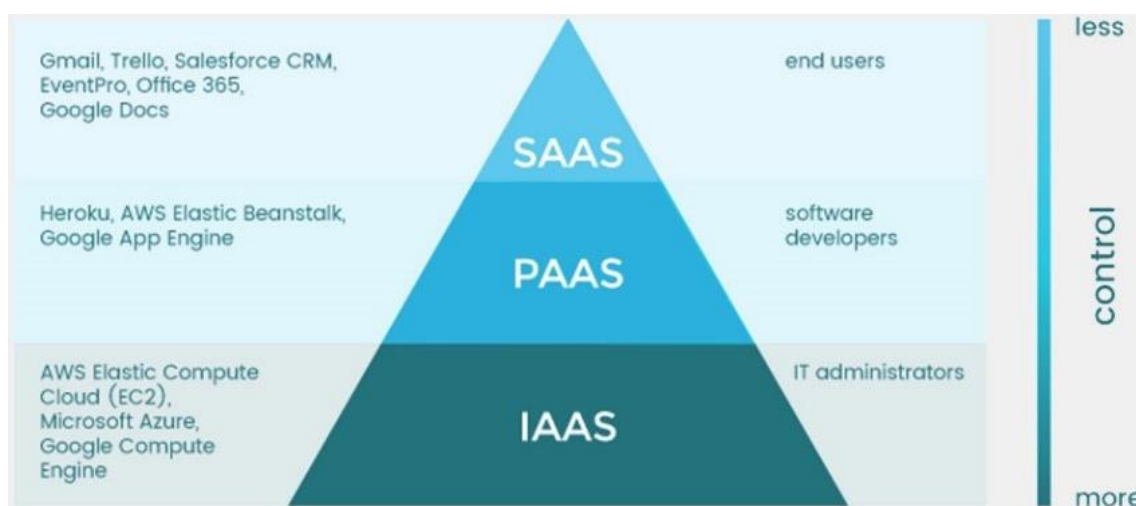 less
Gmail, Trello, Salesforce CRM,
EventPro, Office 365,
Google Docs
end users
SAAS
Heroku, AWS Elastic Beanstalk,
Google App Engine
software
developers
PAAS
control
AWS Elastic Compute
Cloud (EC2),
Microsoft Azure,
Google Compute
Engine
IT administrators
IAAS
more